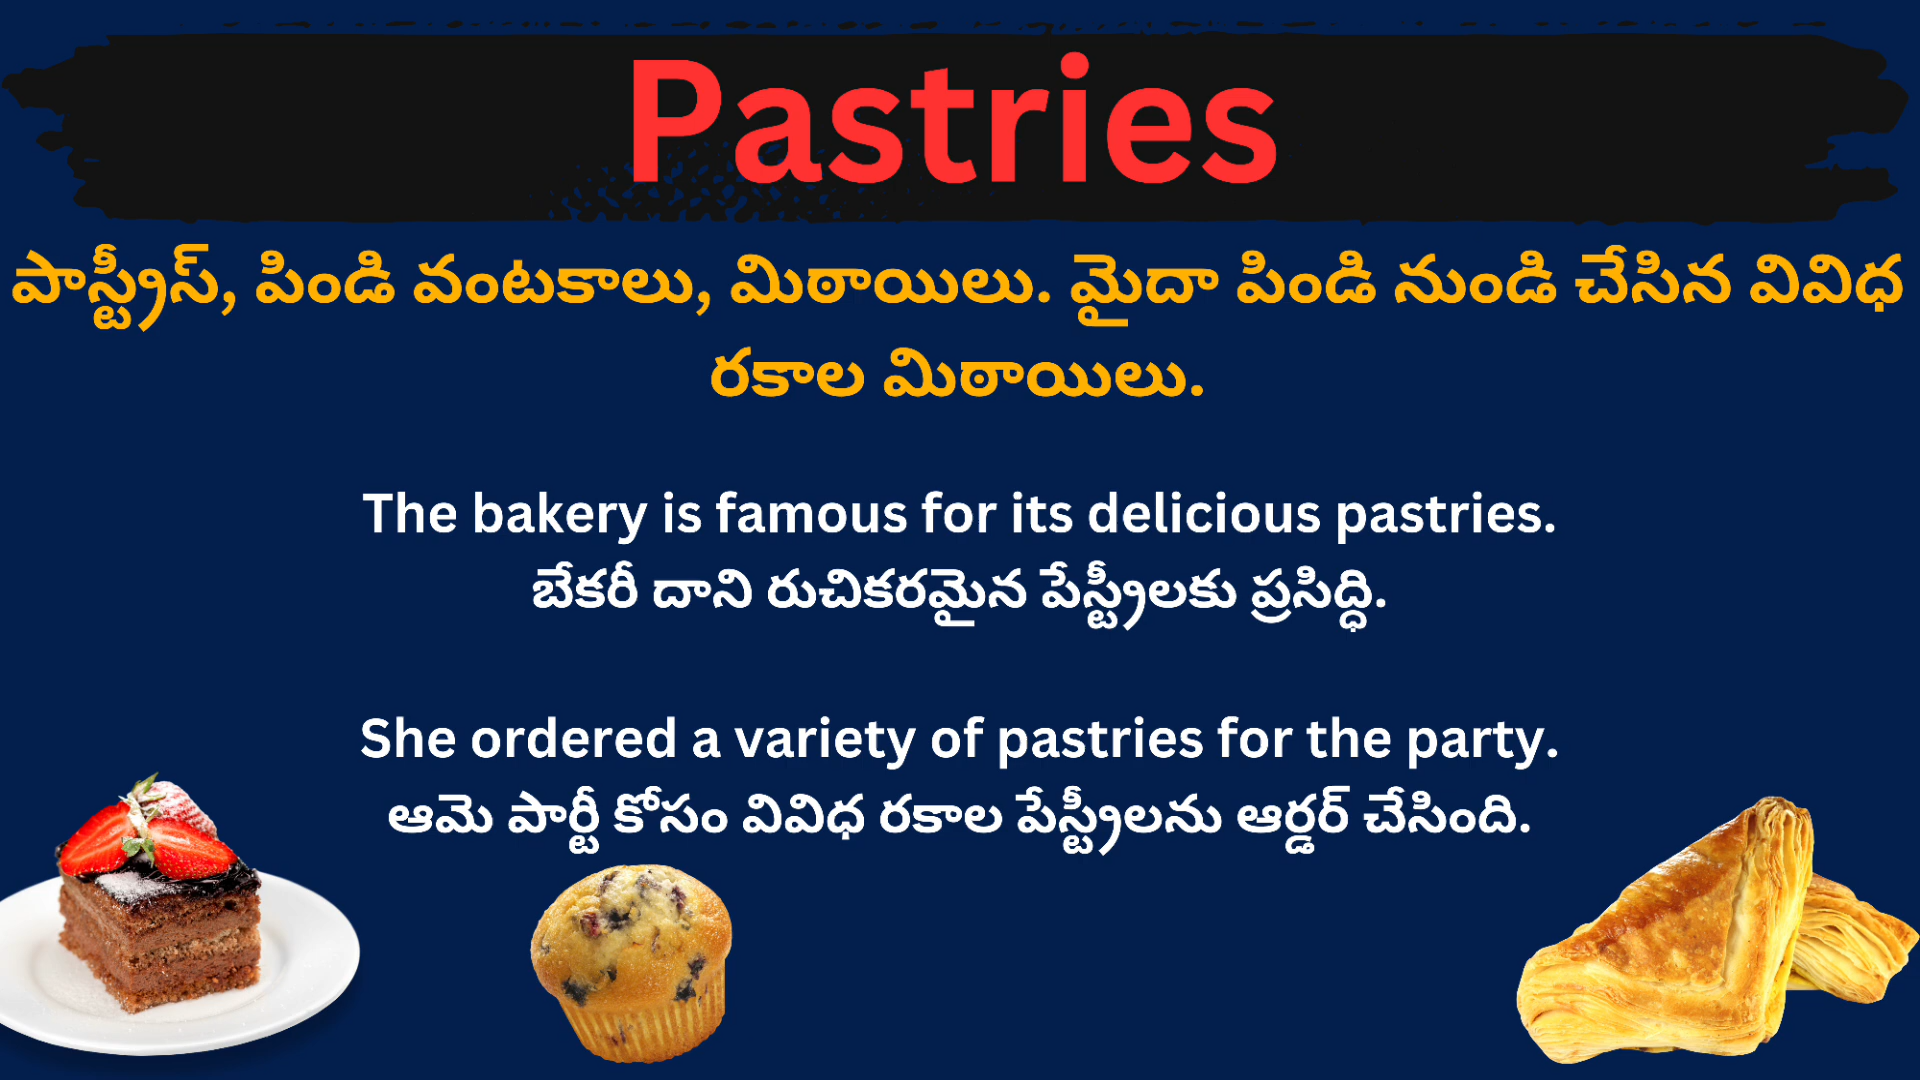 Pastries
పాస్ట్రీస్, పిండి వంటకాలు, మిఠాయిలు. మైదా పిండి నుండి చేసిన వివిధ
రకాల మిఠాయిలు.
The bakery is famous for its delicious pastries.
బేకరీ దాని రుచికరమైన పేస్ట్రీలకు ప్రసిద్ధి.
She ordered a variety of pastries for the party.
ఆమె పార్టీ కోసం వివిధ రకాల పేస్ట్రీలను ఆర్డర్ చేసింది.